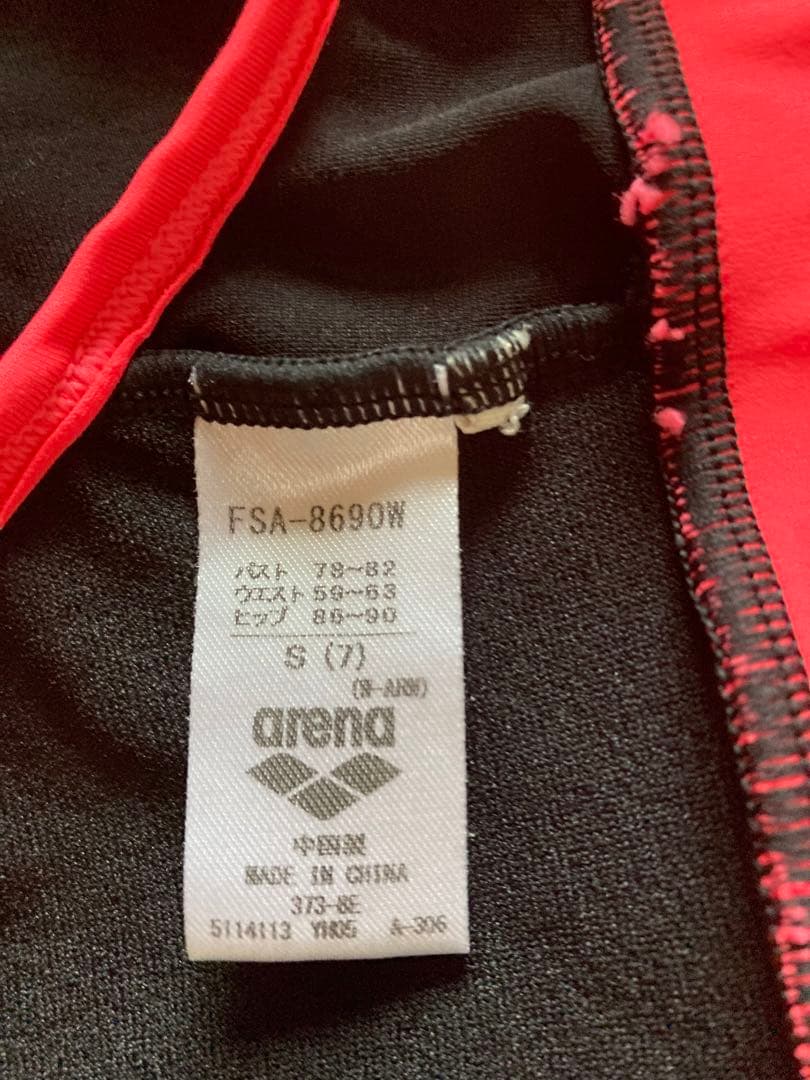 FSA-8690W
バスト 78~82
ウエスト 59~63
ヒップ 86~90
S (7)
(W-ARW)
arena
中国製
MADE IN CHINA
373-8E
5114113 YH05 A-306